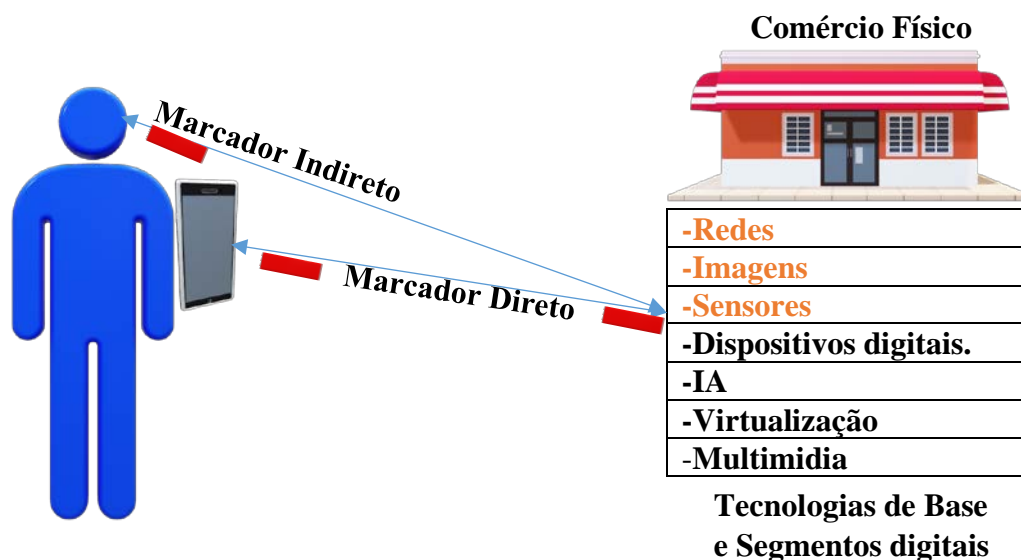 Comércio Físico
Marcador Indireto
Marcador Direto
-Redes
-Imagens
-Sensores
-Dispositivos digitais.
-IA
-Virtualização
-Multimidia
Tecnologias de Base
e Segmentos digitais